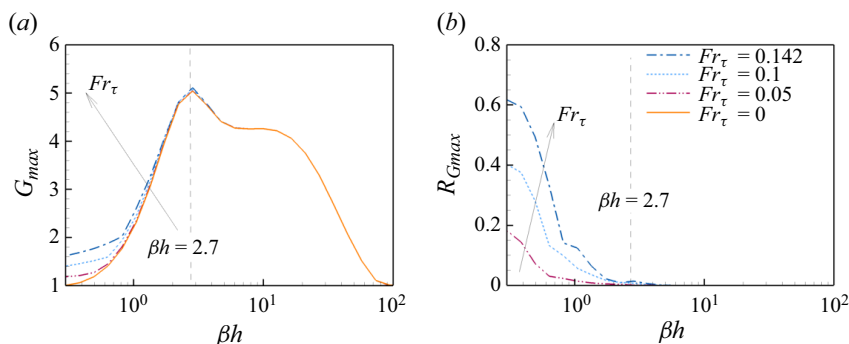 (a)
6
5
4
3
2
1
G_max
Fr_τ
βh = 2.7
10^0
10^1
10^2
βh
(b)
0.8
0.6
0.4
0.2
0
R_Gmax
Fr_τ
Fr_τ = 0.142
Fr_τ = 0.1
Fr_τ = 0.05
Fr_τ = 0
βh = 2.7
10^0
10^1
10^2
βh